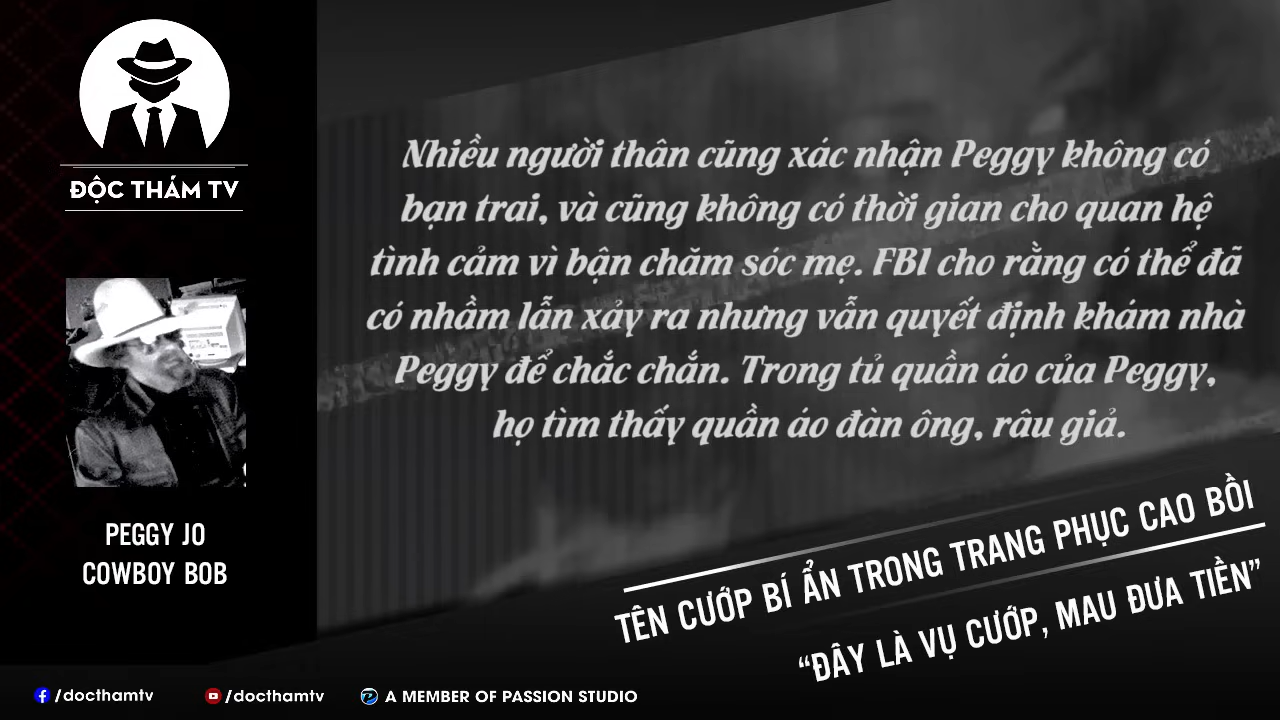 ĐỘC THÁM TV
PEGGY JO
COWBOY BOB
Nhiều người thân cũng xác nhận Peggy không có
bạn trai, và cũng không có thời gian cho quan hệ
tình cảm vì bận chăm sóc mẹ. FBI cho rằng có thể đã
có nhầm lẫn xảy ra nhưng vẫn quyết định khám nhà
Peggy để chắc chắn. Trong tủ quần áo của Peggy,
họ tìm thấy quần áo đàn ông, râu giả.
TÊN CƯỚP BÍ ẨN TRONG TRANG PHỤC CAO BỒI
“ĐÂY LÀ VỤ CƯỚP, MAU ĐƯA TIỀN”
/docthamtv
/docthamtv
A MEMBER OF PASSION STUDIO